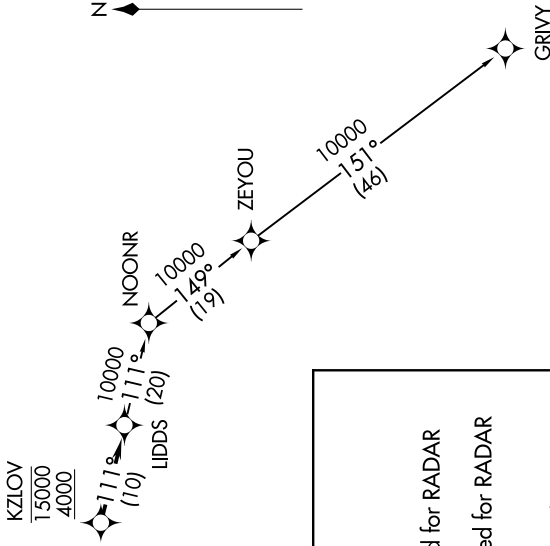 N
GRIVY
10000
151°
(46)
ZEYOU
10000
149°
(19)
NOONR
10000
111°
(20)
LIDDS
111°
(10)
KZLOV
15000
4000
for RADAR
for RADAR